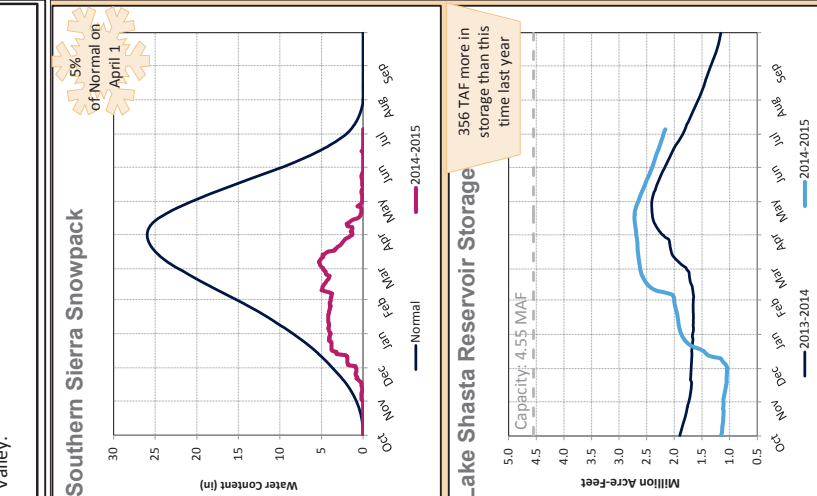 Valley.
Southern Sierra Snowpack
5%
of Normal on
April 1
Water Content (in)
30
25
20
15
10
5
0
Oct Nov Dec Jan Feb Mar Apr May Jun Jul Aug Sep
Normal 2014-2015
Lake Shasta Reservoir Storage
356 TAF more in
storage than this
time last year
Capacity: 4.55 MAF
Million Acre-Feet
5.0
4.5
4.0
3.5
3.0
2.5
2.0
1.5
1.0
0.5
Oct Nov Dec Jan Feb Mar Apr May Jun Jul Aug Sep
2013-2014 2014-2015